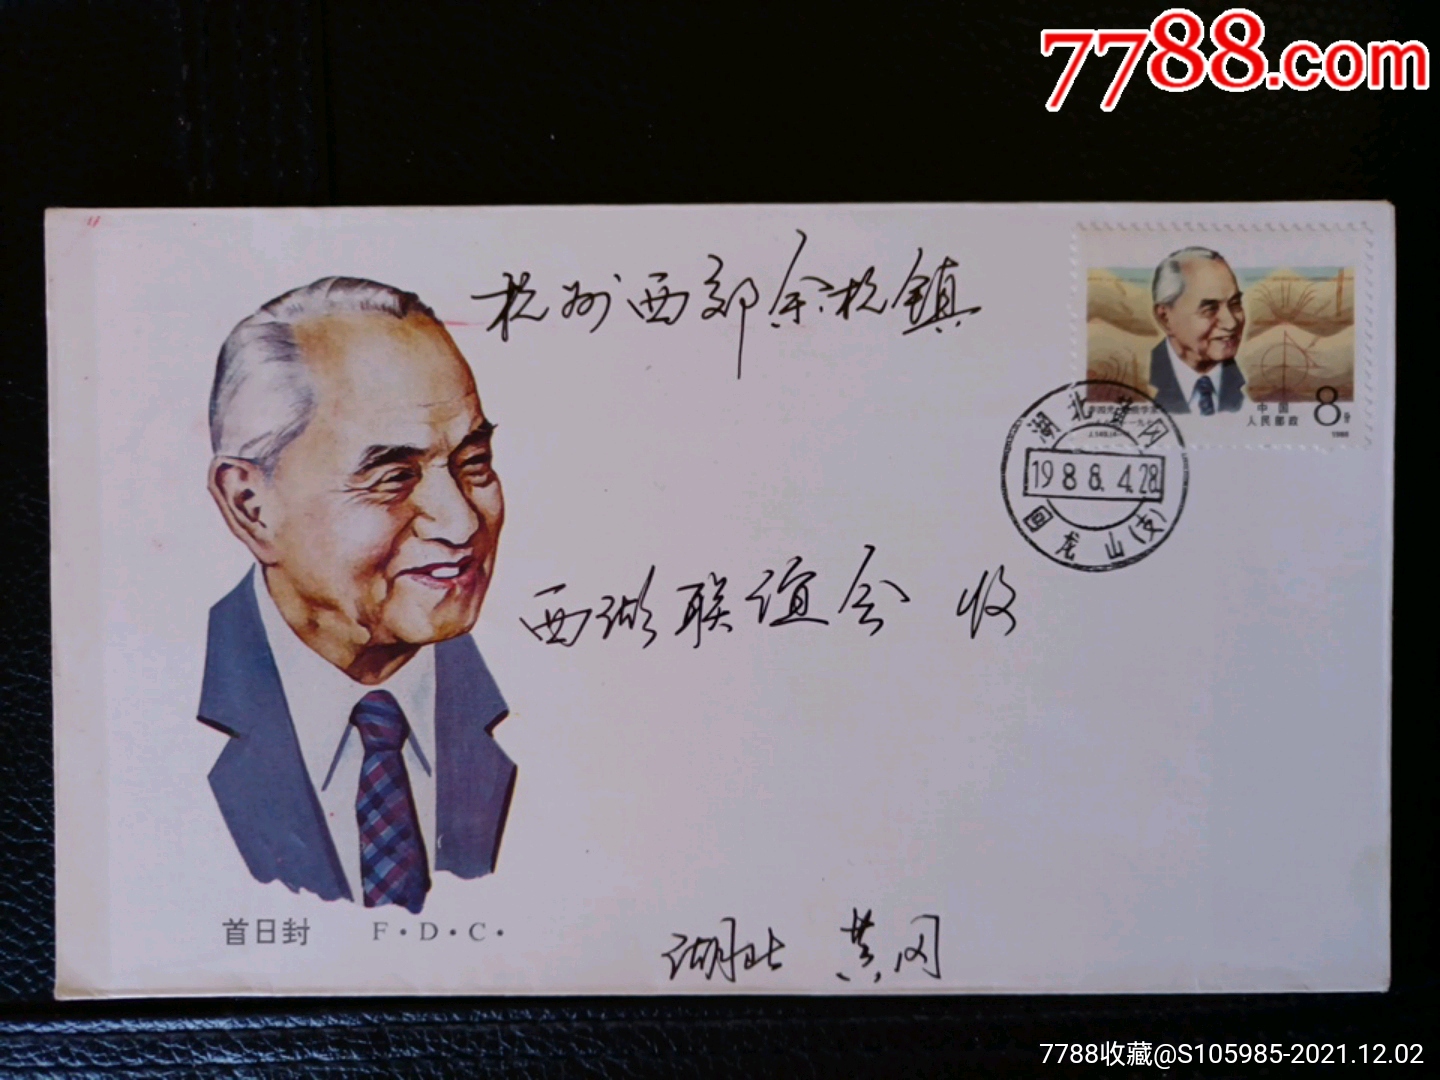 7788.com
杭州西郊余杭镇
中国
人民邮政
8分
1988
湖北黄冈
1988.4.28.
回龙山(支)
西湖联谊会 收
首日封 F·D·C·
湖北 黄冈
7788收藏@S105985-2021.12.02